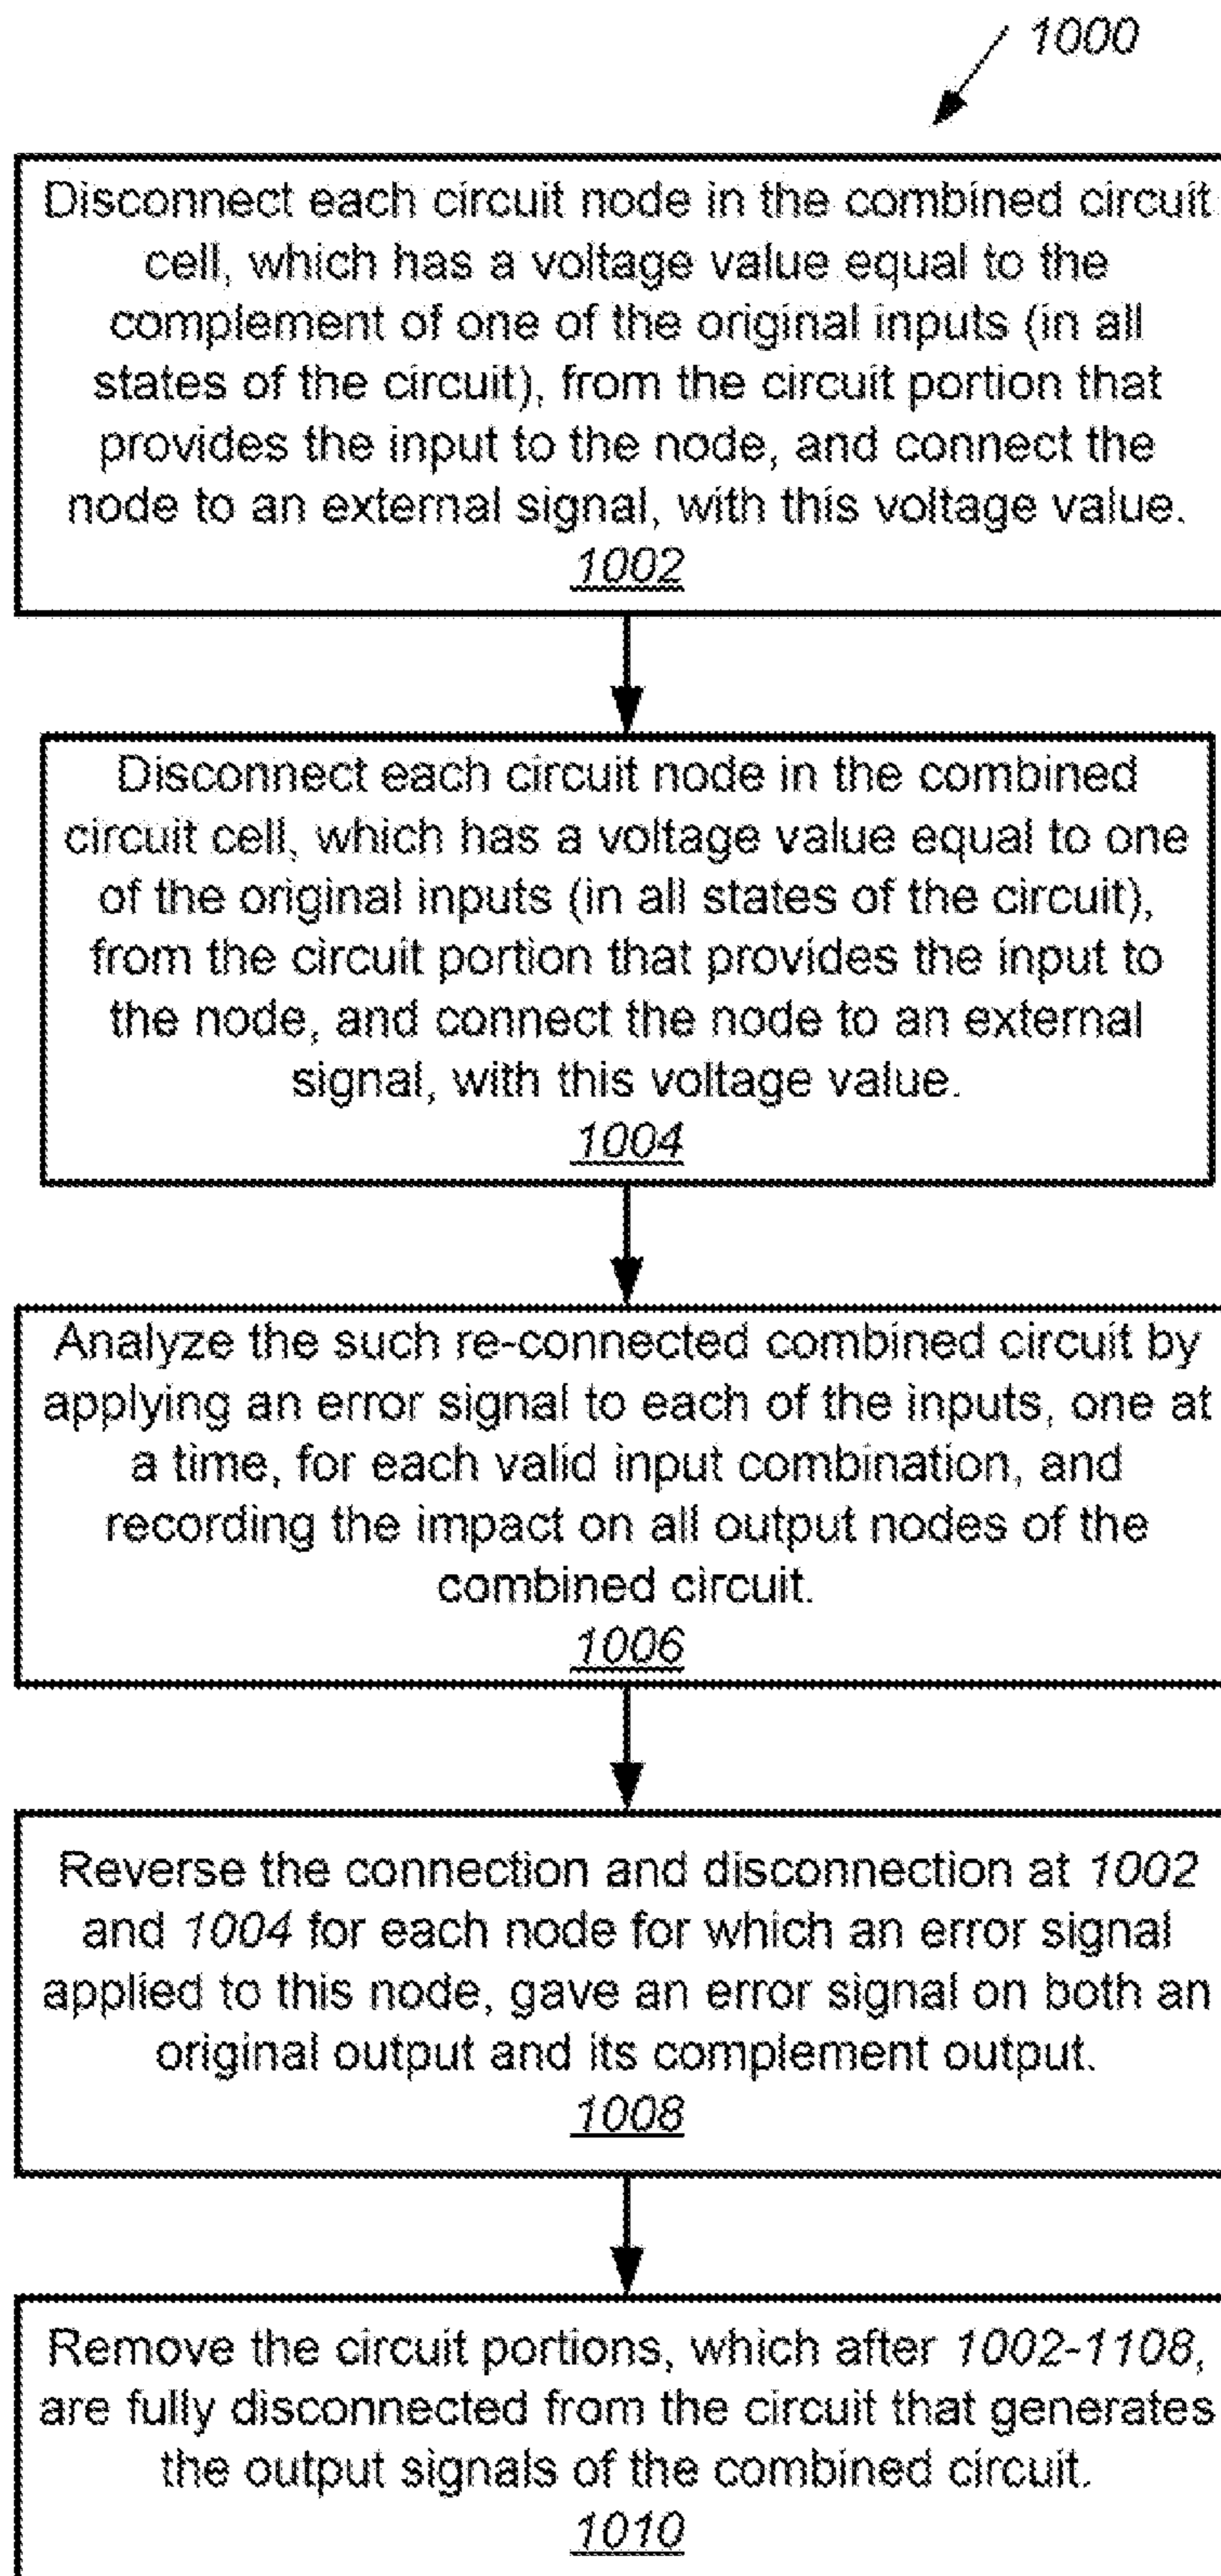 1000
Disconnect each circuit node in the combined circuit
cell, which has a voltage value equal to the
complement of one of the original inputs (in all
states of the circuit), from the circuit portion that
provides the input to the node, and connect the
node to an external signal, with this voltage value.
1002
Disconnect each circuit node in the combined
circuit cell, which has a voltage value equal to one
of the original inputs (in all states of the circuit),
from the circuit portion that provides the input to
the node, and connect the node to an external
signal, with this voltage value.
1004
Analyze the such re-connected combined circuit by
applying an error signal to each of the inputs, one at
a time, for each valid input combination, and
recording the impact on all output nodes of the
combined circuit.
1006
Reverse the connection and disconnection at 1002
and 1004 for each node for which an error signal
applied to this node, gave an error signal on both an
original output and its complement output.
1008
Remove the circuit portions, which after 1002-1108,
are fully disconnected from the circuit that generates
the output signals of the combined circuit.
1010